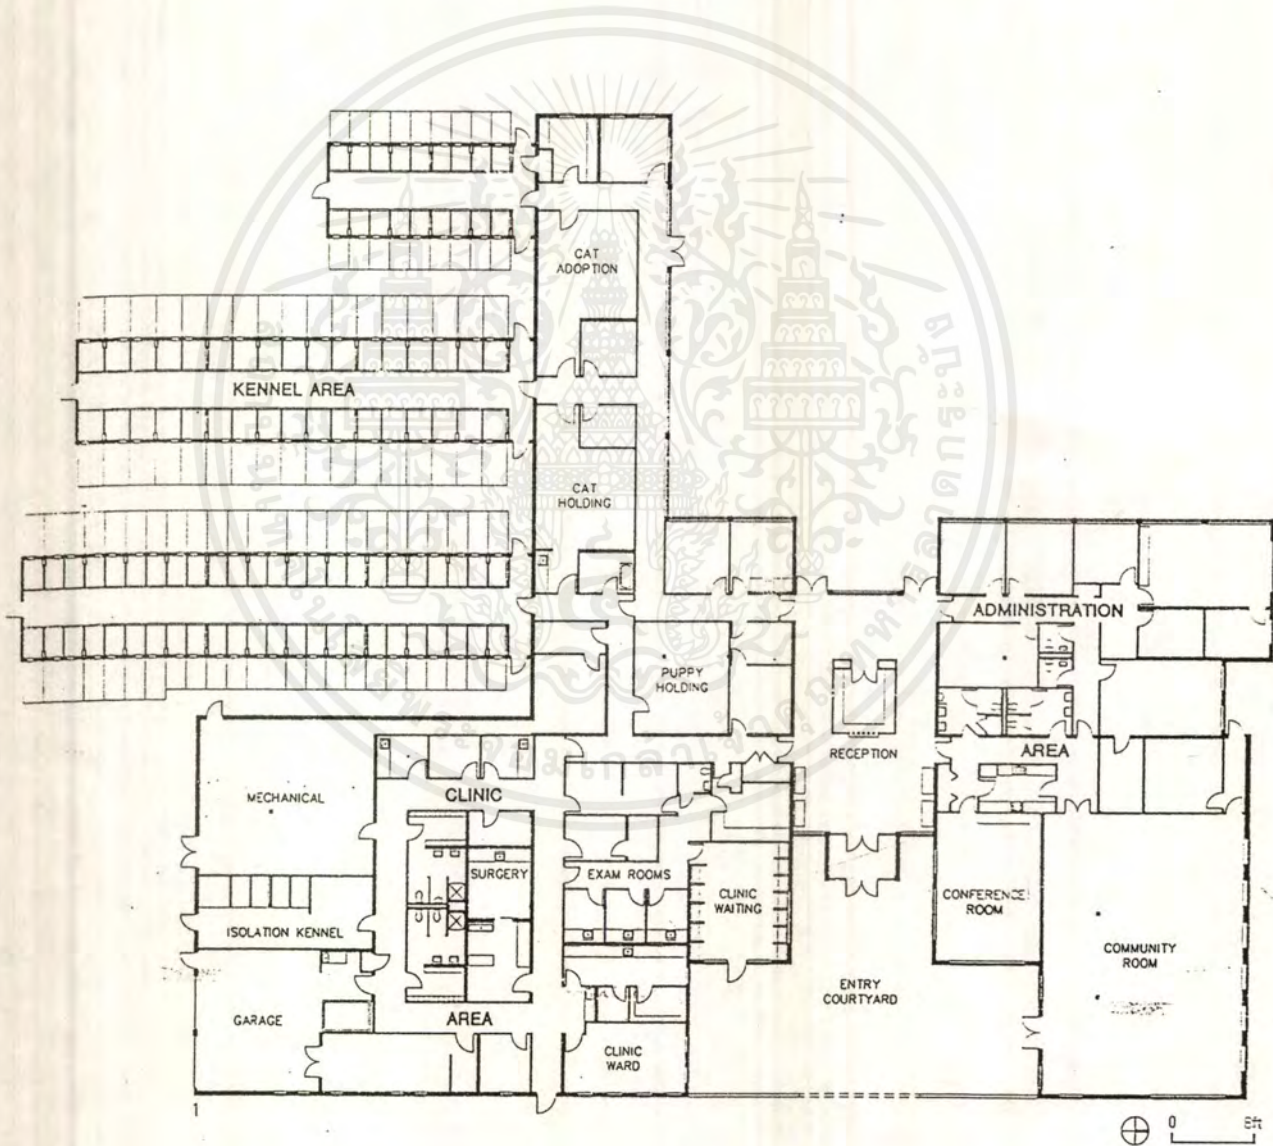 CAT
ADOPTION
KENNEL AREA
CAT
HOLDING
ADMINISTRATION
PUPPY
HOLDING
RECEPTION
AREA
MECHANICAL
CLINIC
SURGERY
EXAM ROOMS
CLINIC
WAITING
CONFERENCE
ROOM
ISOLATION KENNEL
COMMUNITY
ROOM
ENTRY
COURTYARD
GARAGE
AREA
CLINIC
WARD
1
0
8ft